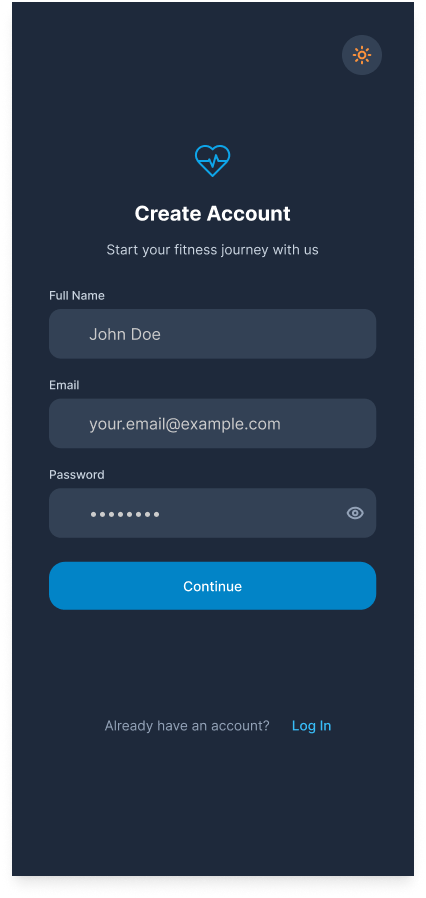 Create Account
Start your fitness journey with us
Full Name
John Doe
Email
your.email@example.com
Password
••••••••
Continue
Already have an account? Log In